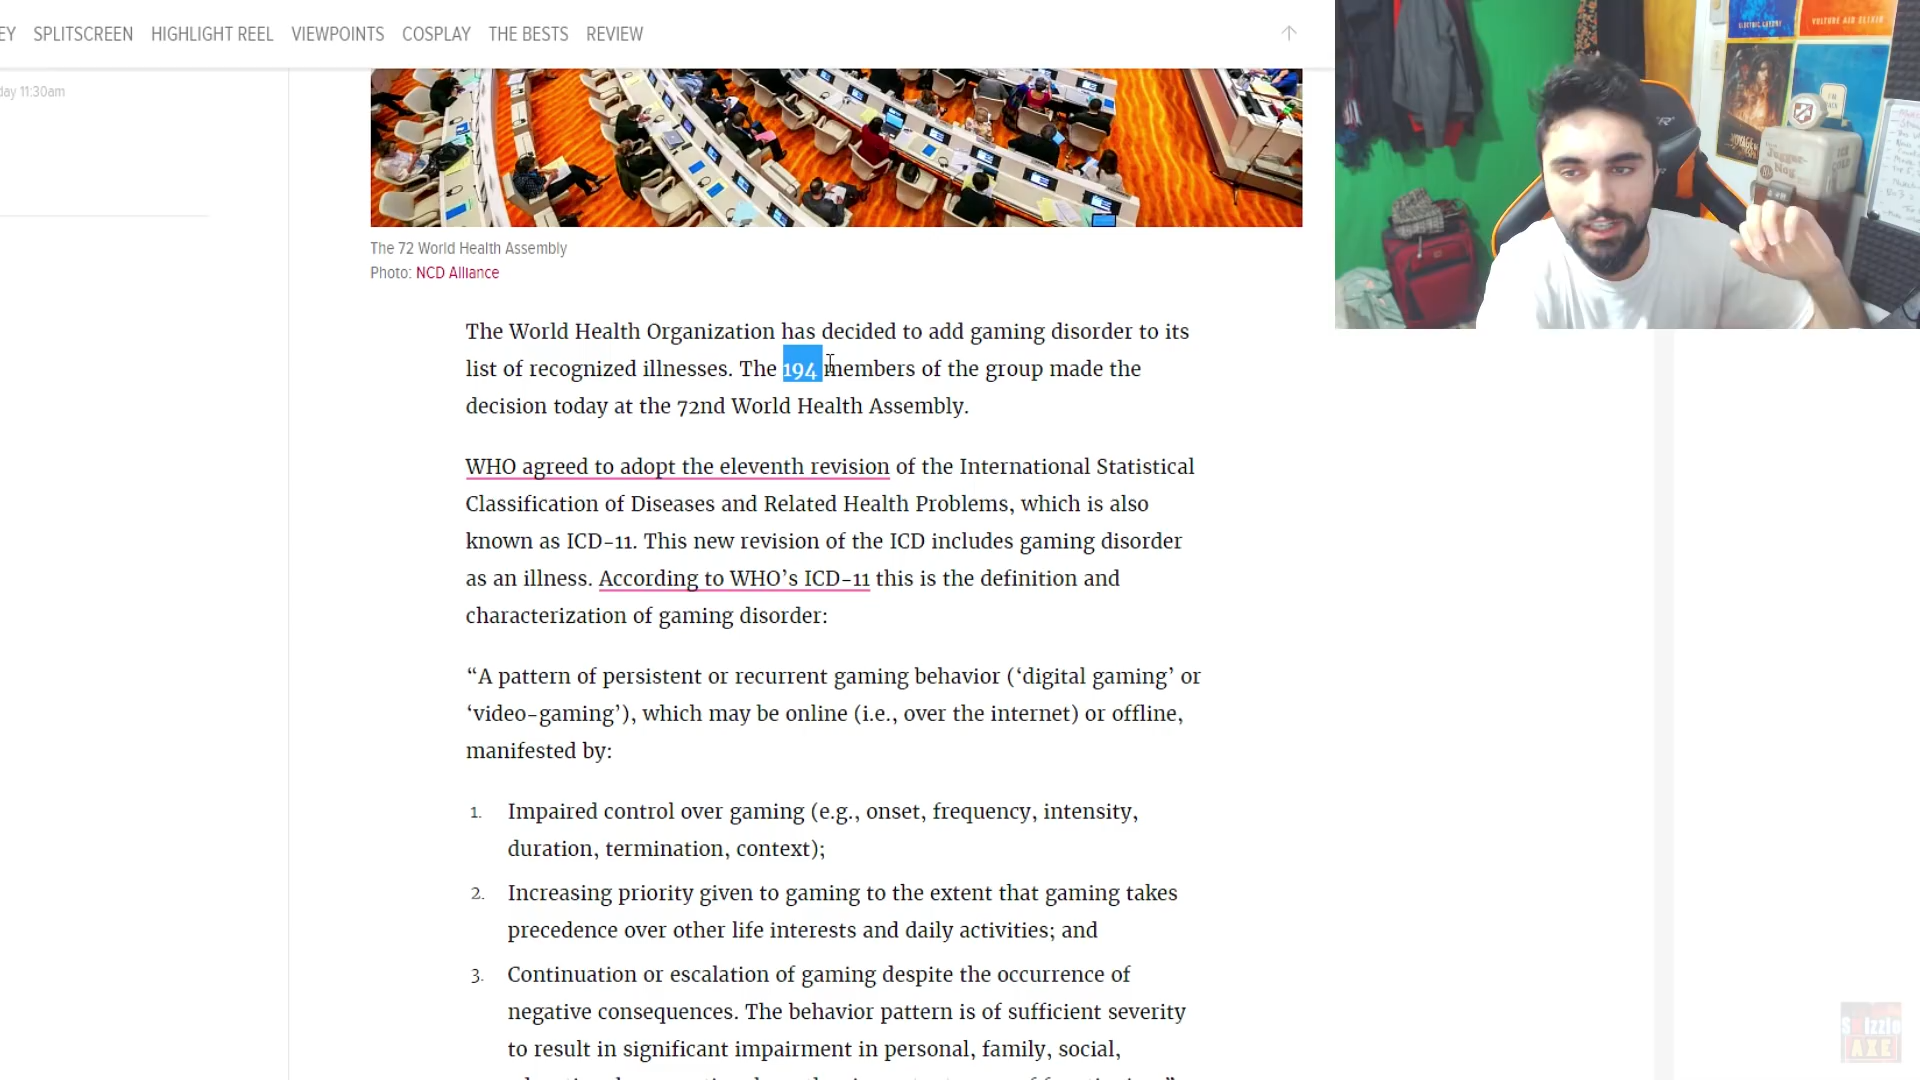 SPLITSCREEN HIGHLIGHT REEL VIEWPOINTS COSPLAY THE BESTS REVIEW
11:30am
The 72 World Health Assembly
Photo: NCD Alliance
The World Health Organization has decided to add gaming disorder to its
list of recognized illnesses. The 194 members of the group made the
decision today at the 72nd World Health Assembly.
WHO agreed to adopt the eleventh revision of the International Statistical
Classification of Diseases and Related Health Problems, which is also
known as ICD-11. This new revision of the ICD includes gaming disorder
as an illness. According to WHO’s ICD-11 this is the definition and
characterization of gaming disorder:
“A pattern of persistent or recurrent gaming behavior (‘digital gaming’ or
‘video-gaming’), which may be online (i.e., over the internet) or offline,
manifested by:
1. Impaired control over gaming (e.g., onset, frequency, intensity,
duration, termination, context);
2. Increasing priority given to gaming to the extent that gaming takes
precedence over other life interests and daily activities; and
3. Continuation or escalation of gaming despite the occurrence of
negative consequences. The behavior pattern is of sufficient severity
to result in significant impairment in personal, family, social,
VULTURE AID ELIXIR
AXE